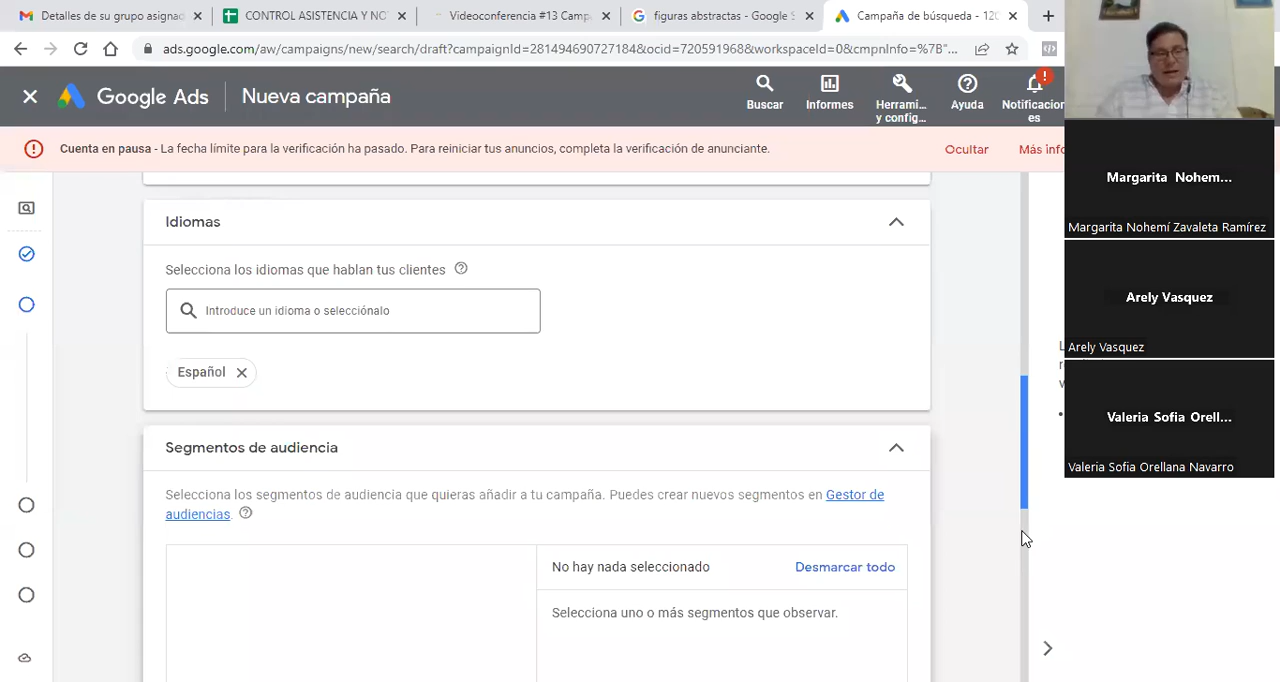 Detalles de su grupo asignad
CONTROL ASISTENCIA Y NO
Videoconferencia #13 Camp
figuras abstractas - Google S
Campaña de búsqueda - 120
ads.google.com/aw/campaigns/new/search/draft?campaignId=281494690727184&ocid=720591968&workspaceId=0&cmpnInfo=%7B"...
Google Ads
Nueva campaña
Buscar
Informes
Herrami...
y config...
Ayuda
Notificacion
es
Cuenta en pausa - La fecha límite para la verificación ha pasado. Para reiniciar tus anuncios, completa la verificación de anunciante.
Ocultar
Más info
Idiomas
Selecciona los idiomas que hablan tus clientes
Introduce un idioma o selecciónalo
Español
Segmentos de audiencia
Selecciona los segmentos de audiencia que quieras añadir a tu campaña. Puedes crear nuevos segmentos en Gestor de
audiencias.
No hay nada seleccionado
Desmarcar todo
Selecciona uno o más segmentos que observar.
Margarita Nohem...
Margarita Nohemí Zavaleta Ramírez
Arely Vasquez
Arely Vasquez
Valeria Sofia Orell...
Valeria Sofia Orellana Navarro